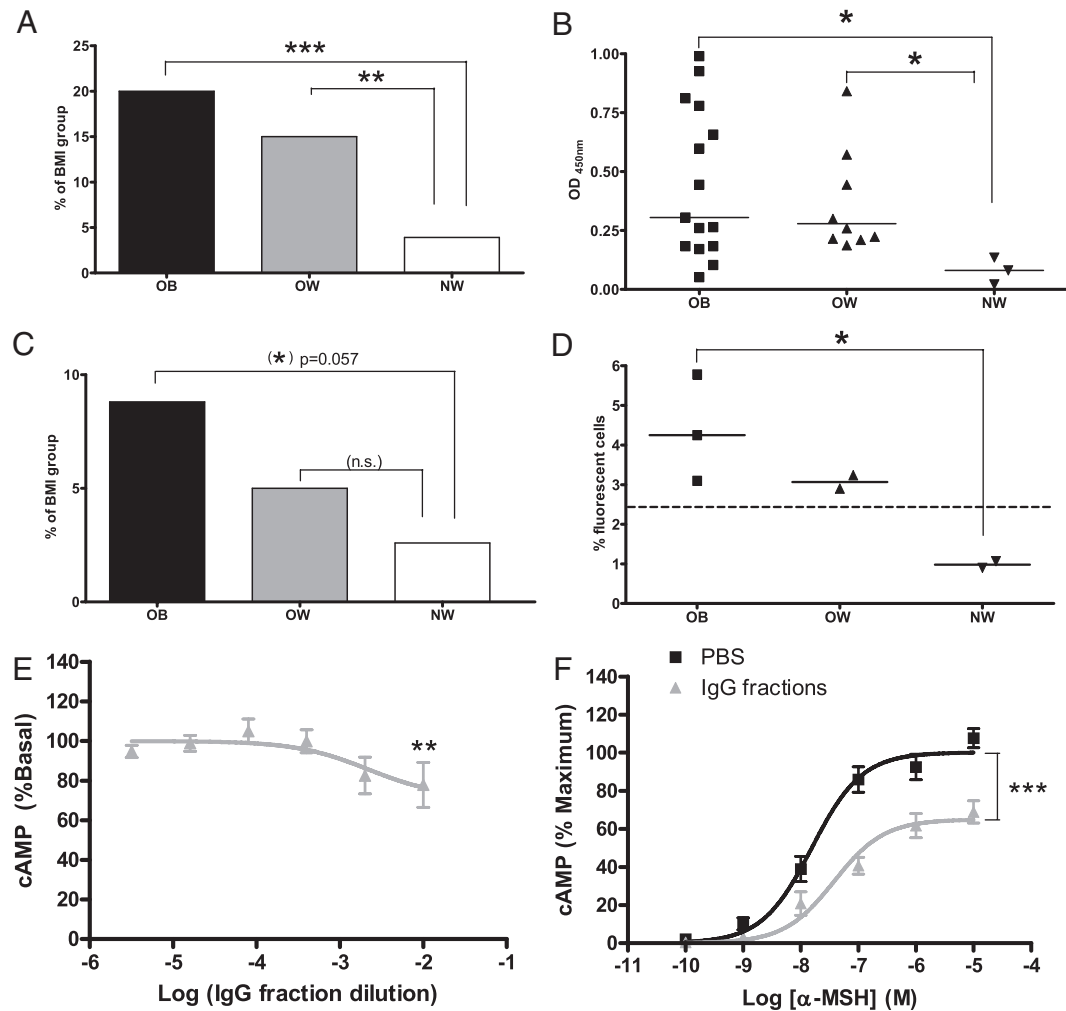 A
% of BMI group
25
20
15
10
5
0
***
**
OB
OW
NW
B
OD 450nm
1.00
0.75
0.50
0.25
0.00
*
*
OB
OW
NW
C
% of BMI group
10
5
0
(*) p=0.057
(n.s.)
OB
OW
NW
D
% fluorescent cells
6
5
4
3
2
1
0
*
OB
OW
NW
E
cAMP (%Basal)
140
120
100
80
60
40
20
0
**
-6
-5
-4
-3
-2
-1
Log (IgG fraction dilution)
F
PBS
IgG fractions
cAMP (% Maximum)
140
120
100
80
60
40
20
0
***
-11
-10
-9
-8
-7
-6
-5
-4
Log [α-MSH] (M)